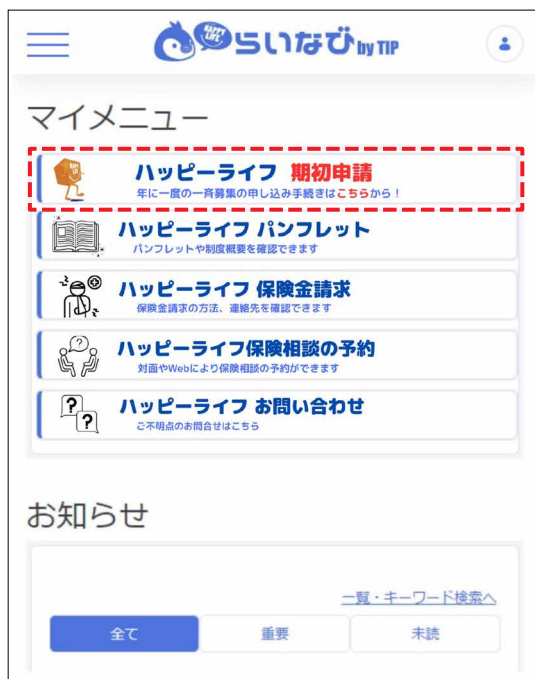 HAPPY LIFE らいなび by TIP
マイメニュー
ハッピーライフ 期初申請
年に一度の一斉募集の申し込み手続きはこちらから！
ハッピーライフ パンフレット
パンフレットや制度概要を確認できます
ハッピーライフ 保険金請求
保険金請求の方法、連絡先を確認できます
ハッピーライフ保険相談の予約
対面やWebにより保険相談の予約ができます
ハッピーライフ お問い合わせ
ご不明点のお問合せはこちら
お知らせ
一覧・キーワード検索へ
全て 重要 未読